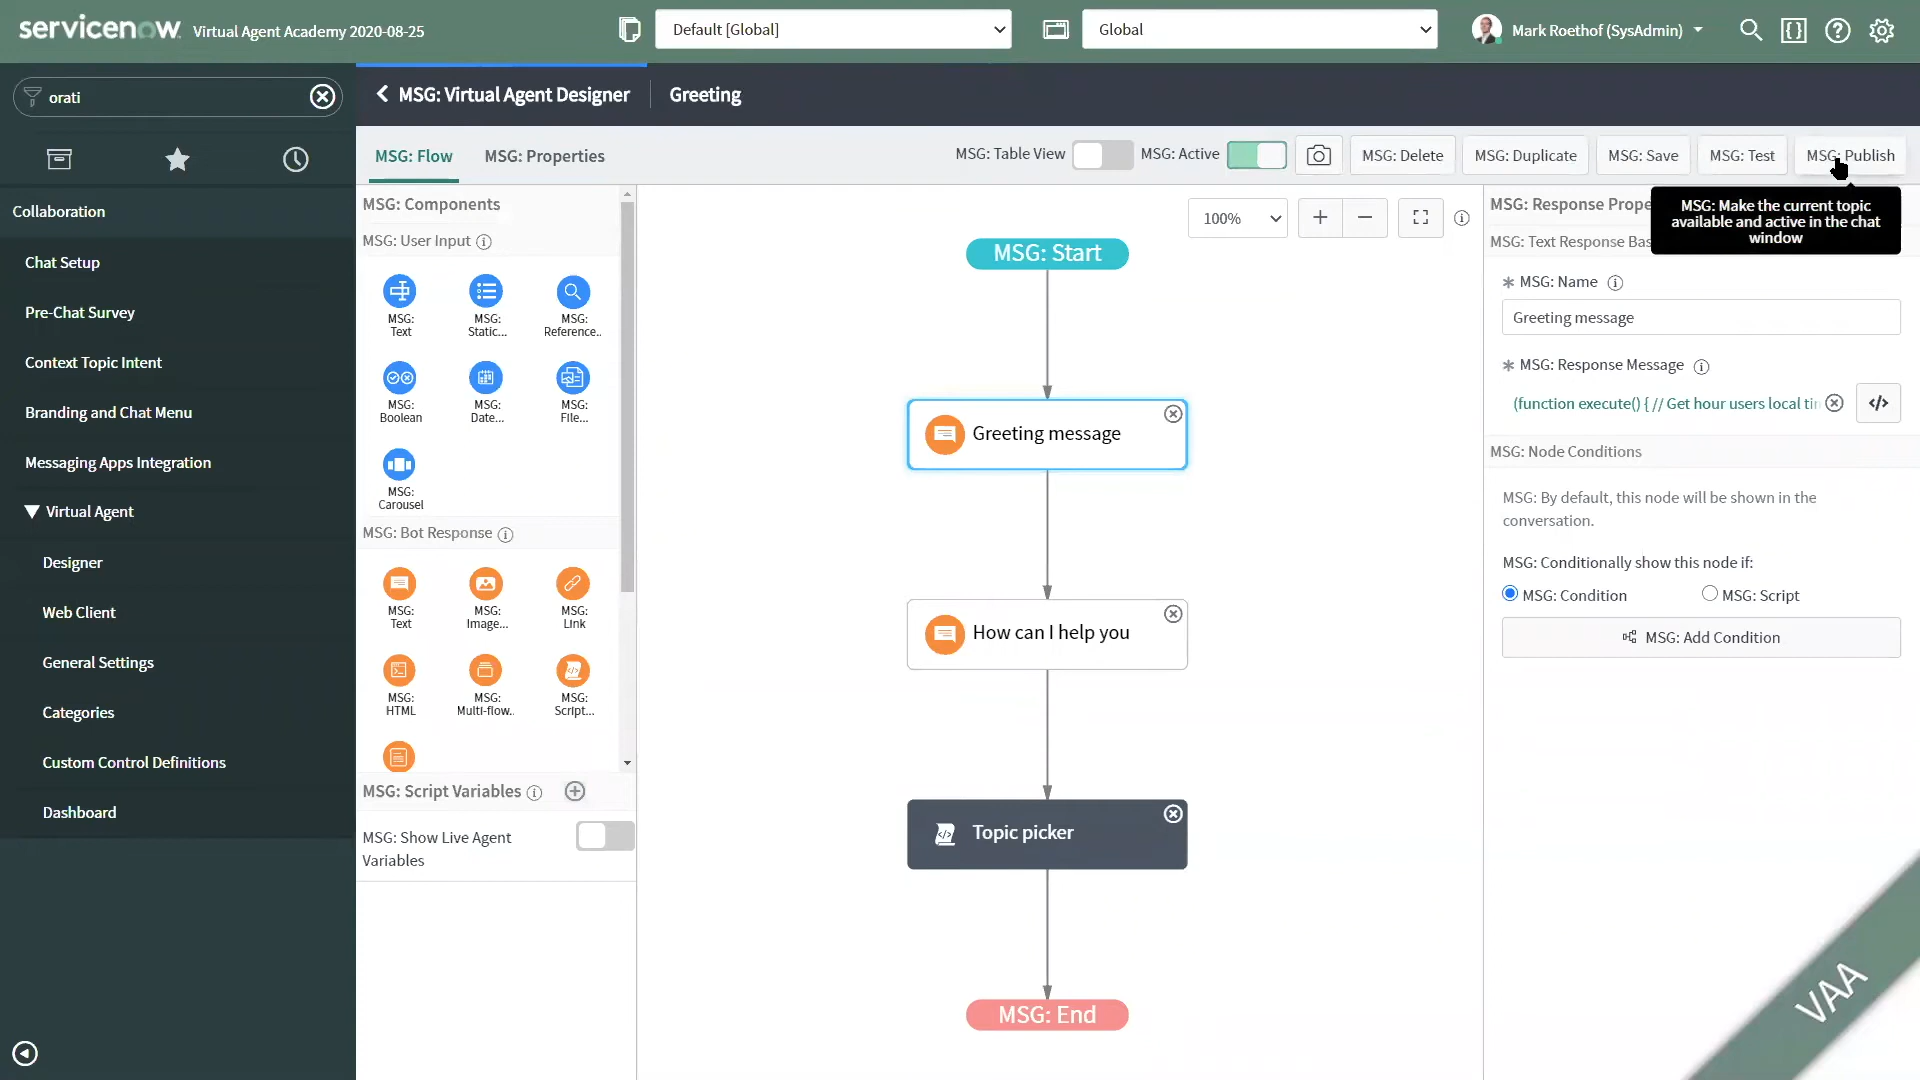 servicenow Virtual Agent Academy 2020-08-25
Default [Global]
Global
Mark Roethof (SysAdmin)
orati
Collaboration
Chat Setup
Pre-Chat Survey
Context Topic Intent
Branding and Chat Menu
Messaging Apps Integration
Virtual Agent
Designer
Web Client
General Settings
Categories
Custom Control Definitions
Dashboard
MSG: Virtual Agent Designer
Greeting
MSG: Flow
MSG: Properties
MSG: Table View
MSG: Active
MSG: Delete
MSG: Duplicate
MSG: Save
MSG: Test
MSG: Publish
MSG: Make the current topic
available and active in the chat
window
MSG: Components
MSG: User Input
MSG:
Text
MSG:
Static...
MSG:
Reference..
MSG:
Boolean
MSG:
Date...
MSG:
File...
MSG:
Carousel
MSG: Bot Response
MSG:
Text
MSG:
Image...
MSG:
Link
MSG:
HTML
MSG:
Multi-flow..
MSG:
Script...
MSG: Script Variables
MSG: Show Live Agent
Variables
100%
MSG: Start
Greeting message
How can I help you
Topic picker
MSG: End
MSG: Response Prope
MSG: Text Response Bas
MSG: Name
Greeting message
MSG: Response Message
(function execute() { // Get hour users local tin
MSG: Node Conditions
MSG: By default, this node will be shown in the
conversation.
MSG: Conditionally show this node if:
MSG: Condition
MSG: Script
MSG: Add Condition
VAA